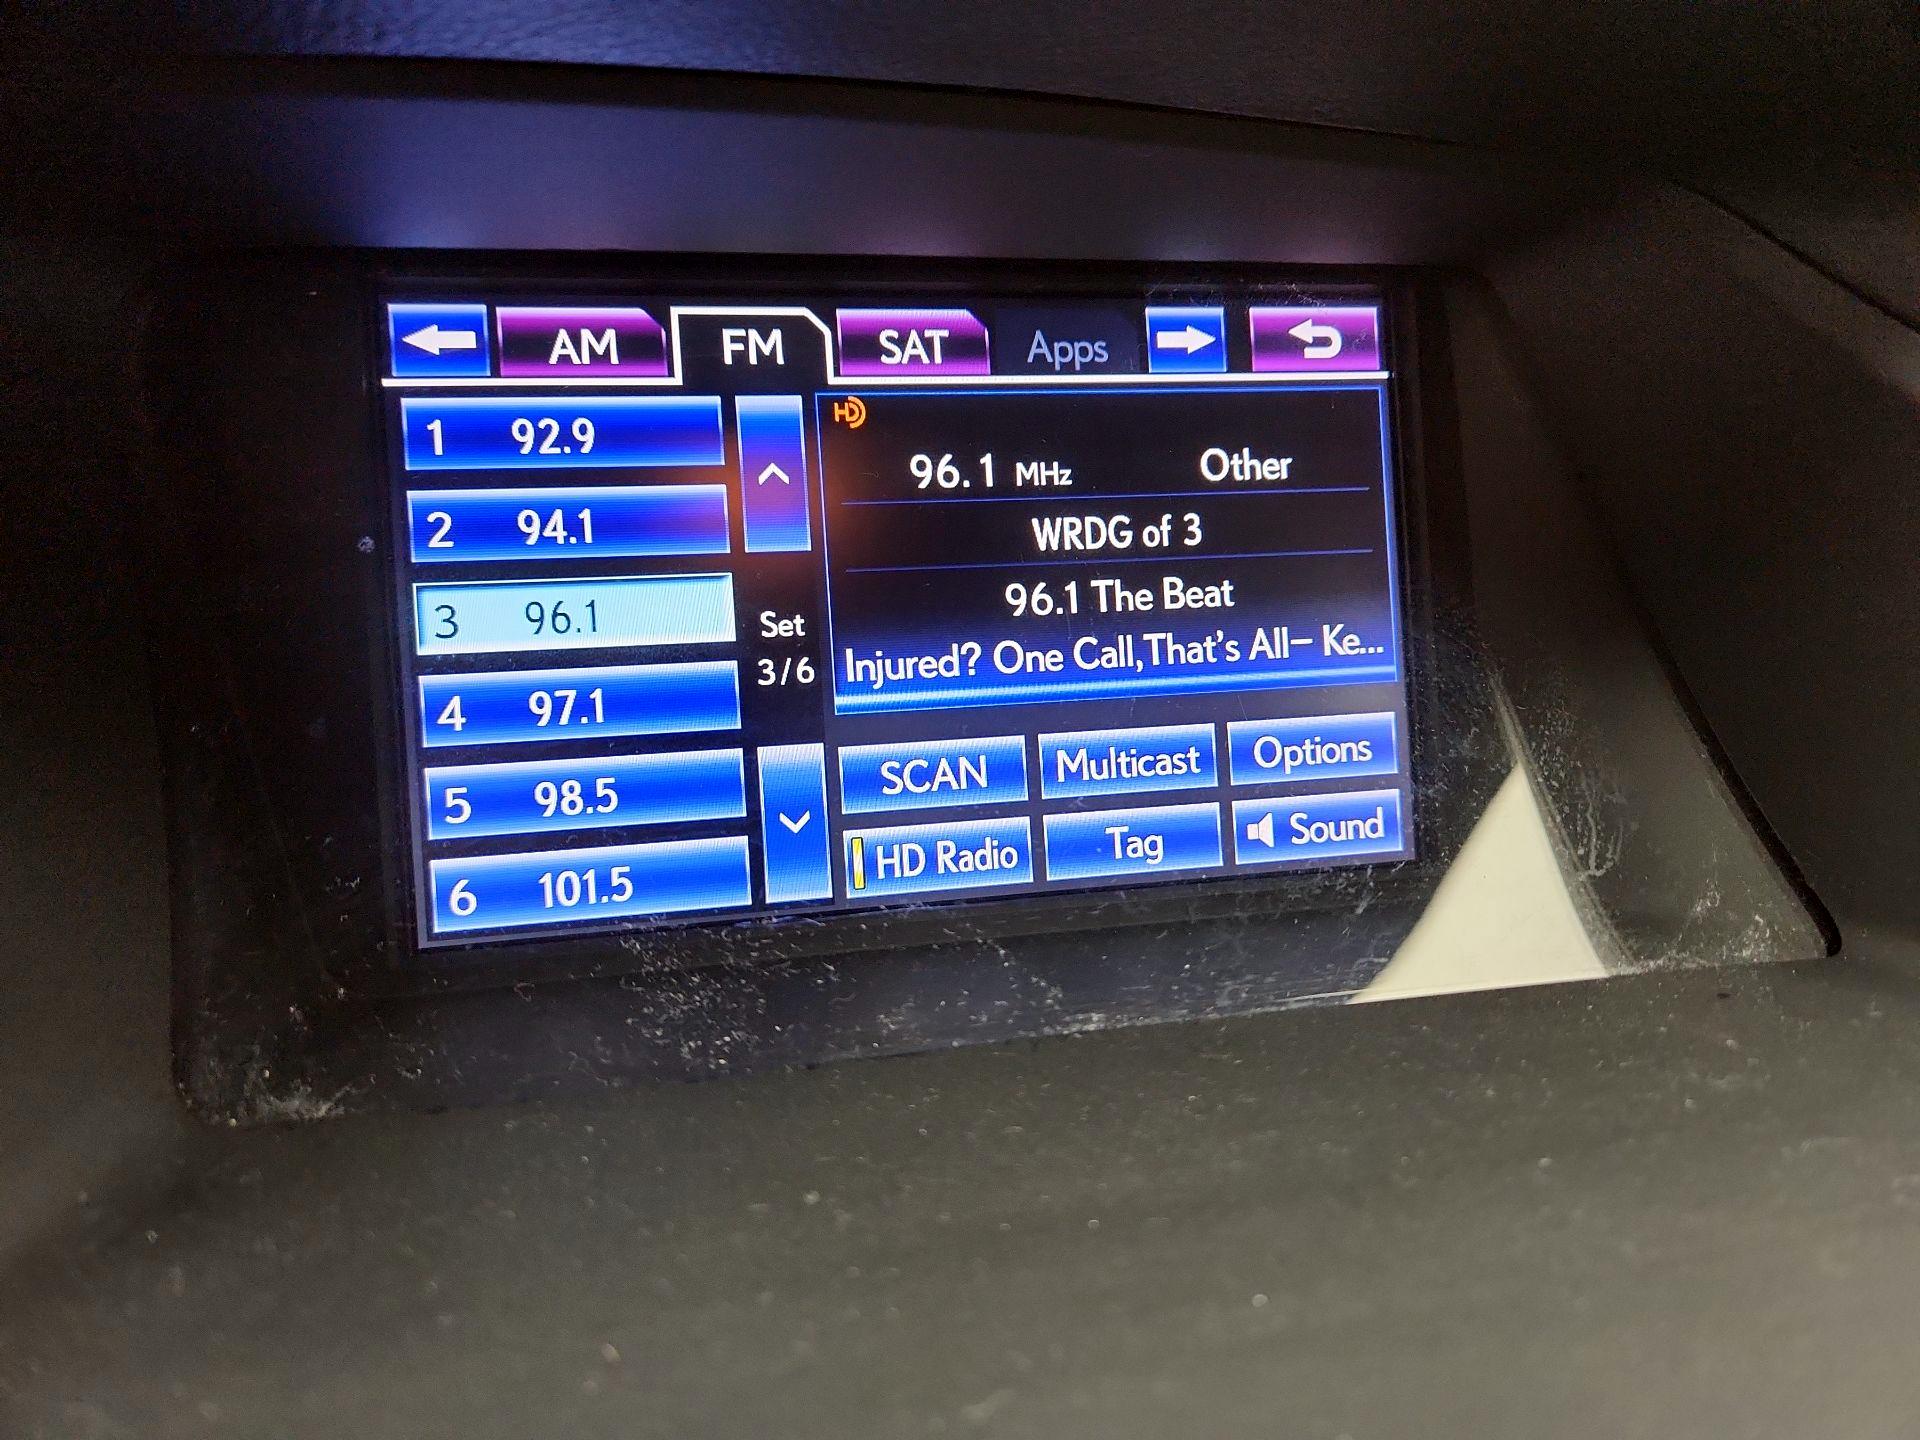 AM FM SAT Apps
1 92.9
2 94.1
3 96.1
4 97.1
5 98.5
6 101.5
Set
3/6
HD
96.1 MHz Other
WRDG of 3
96.1 The Beat
Injured? One Call,That's All– Ke...
SCAN Multicast Options
HD Radio Tag Sound